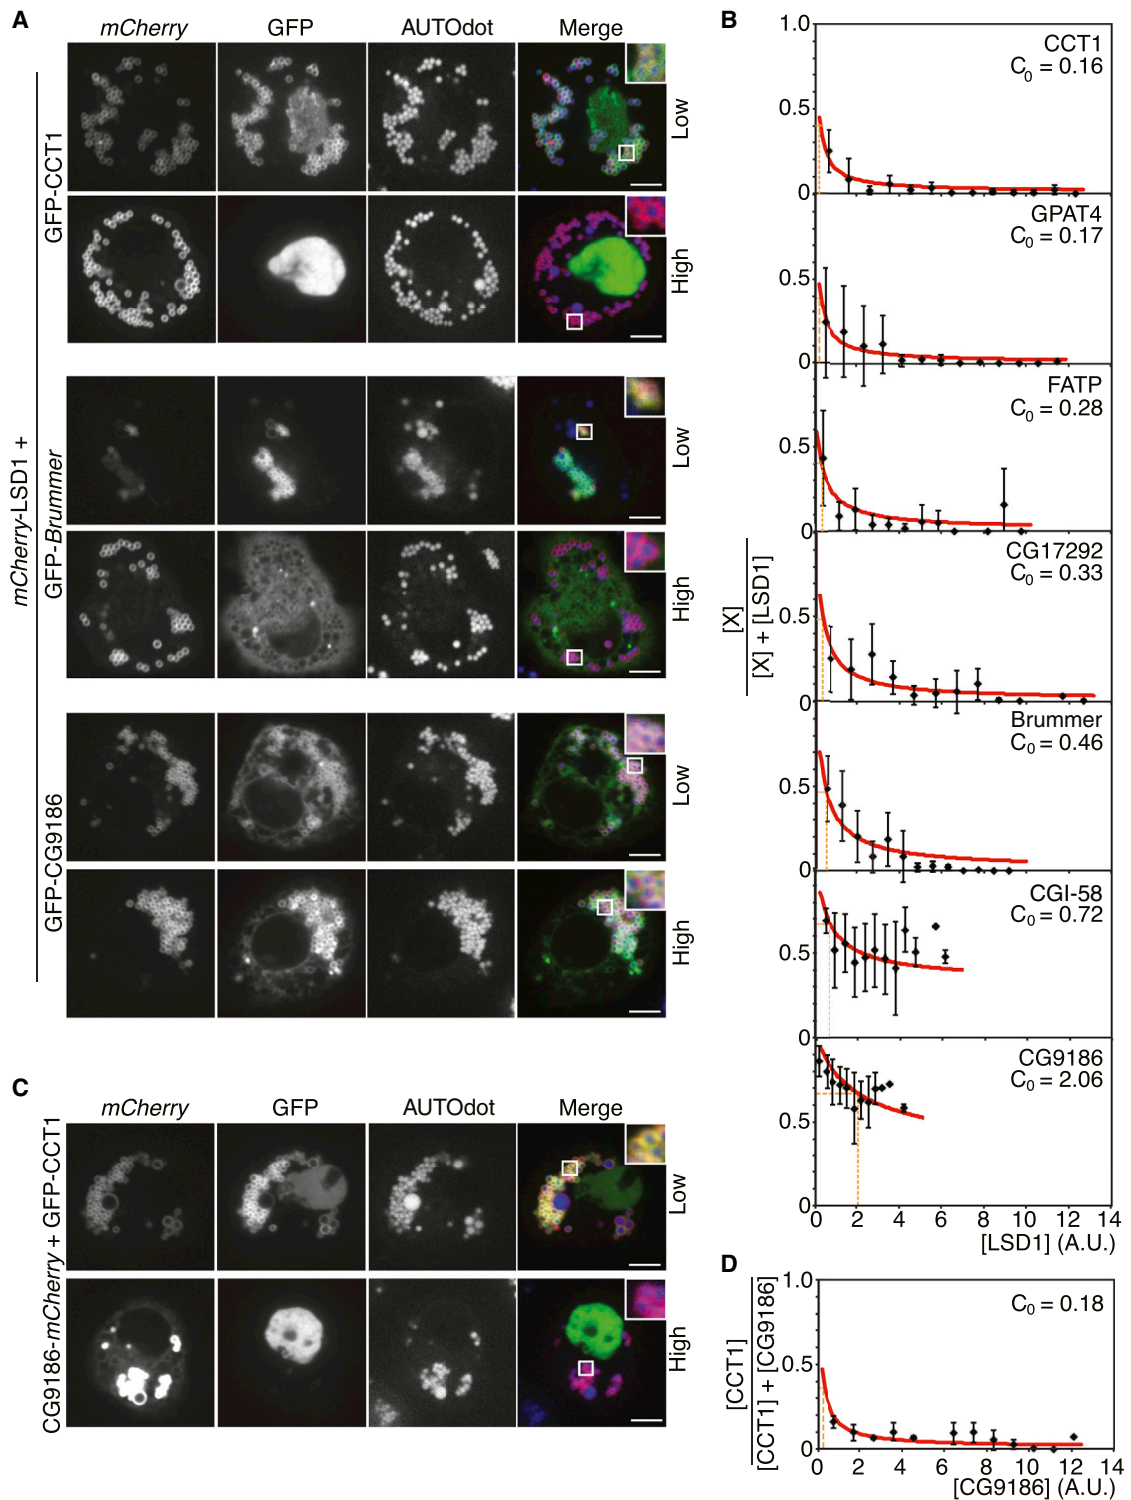 A
mCherry GFP AUTOdot Merge
mCherry-LSD1 +
GFP-CCT1
Low
High
GFP-Brummer
Low
High
GFP-CG9186
Low
High
B
[X]
[X] + [LSD1]
1.0
0.5
0
CCT1
C0 = 0.16
0.5
0
GPAT4
C0 = 0.17
0.5
0
FATP
C0 = 0.28
0.5
0
CG17292
C0 = 0.33
0.5
0
Brummer
C0 = 0.46
0.5
0
CGI-58
C0 = 0.72
0.5
0
CG9186
C0 = 2.06
0 2 4 6 8 10 12 14
[LSD1] (A.U.)
C
mCherry GFP AUTOdot Merge
CG9186-mCherry + GFP-CCT1
Low
High
D
[CCT1]
[CCT1] + [CG9186]
1.0
0.5
0
C0 = 0.18
0 2 4 6 8 10 12 14
[CG9186] (A.U.)